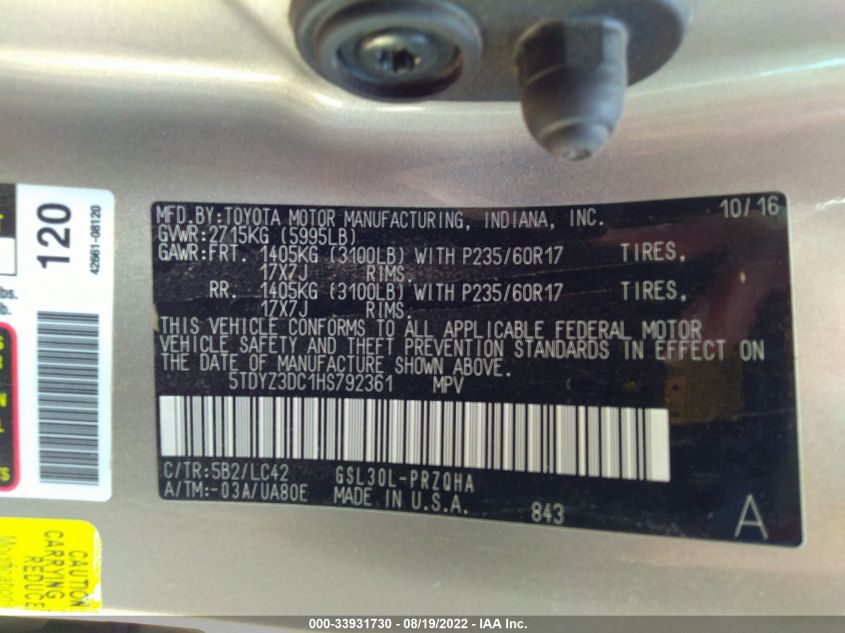 MFD.BY:TOYOTA MOTOR MANUFACTURING, INDIANA, INC. 10/16
GVWR:2715KG (5995LB)
GAWR:FRT. 1405KG (3100LB) WITH P235/60R17 TIRES,
17X7J RIMS.
RR. 1405KG (3100LB) WITH P235/60R17 TIRES,
17X7J RIMS.
THIS VEHICLE CONFORMS TO ALL APPLICABLE FEDERAL MOTOR
VEHICLE SAFETY AND THEFT PREVENTION STANDARDS IN EFFECT ON
THE DATE OF MANUFACTURE SHOWN ABOVE.
5TDYZ3DC1HS792361 MPV
C/TR:5B2/LC42 GSL30L-PRZQHA
A/TM:-03A/UA80E MADE IN U.S.A. 843 A
120
42661-08120
bs.
lb.
CAUTION
CARRYING
REDUCE
Modification
000-33931730 - 08/19/2022 - IAA Inc.